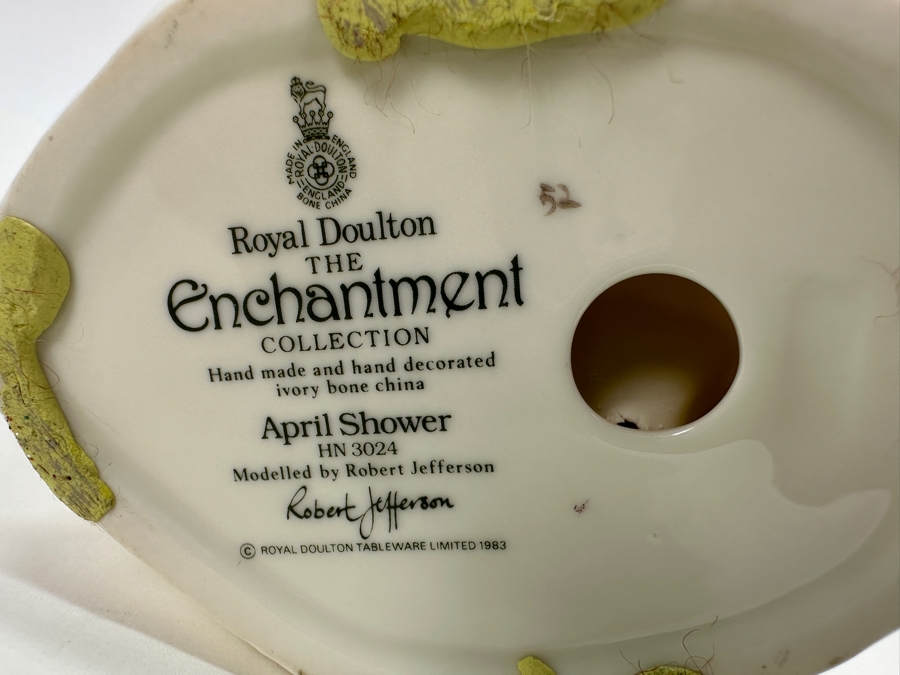 MADE IN ENGLAND
ROYAL·DOULTON
ENGLAND
BONE CHINA
52
Royal Doulton
THE
Enchantment
COLLECTION
Hand made and hand decorated
ivory bone china
April Shower
HN 3024
Modelled by Robert Jefferson
Robert Jefferson
© ROYAL DOULTON TABLEWARE LIMITED 1983